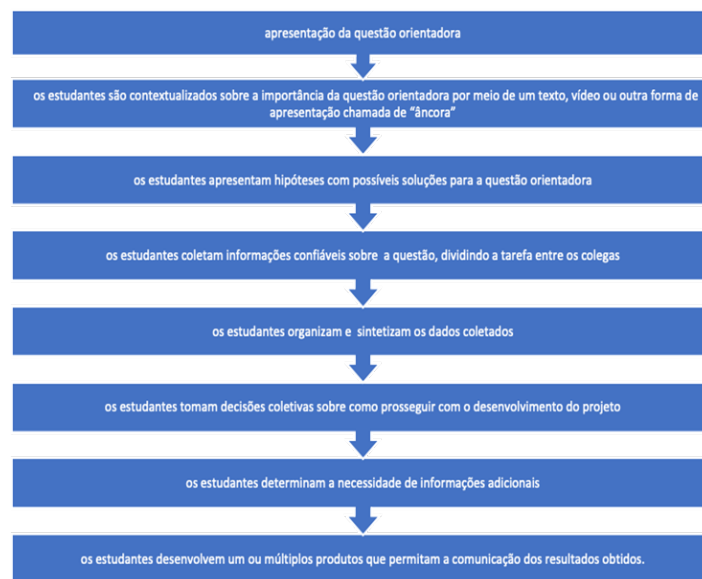 apresentação da questão orientadora
os estudantes são contextualizados sobre a importância da questão orientadora por meio de um texto, vídeo ou outra forma de
apresentação chamada de “âncora”
os estudantes apresentam hipóteses com possíveis soluções para a questão orientadora
os estudantes coletam informações confiáveis sobre a questão, dividindo a tarefa entre os colegas
os estudantes organizam e sintetizam os dados coletados
os estudantes tomam decisões coletivas sobre como prosseguir com o desenvolvimento do projeto
os estudantes determinam a necessidade de informações adicionais
os estudantes desenvolvem um ou múltiplos produtos que permitam a comunicação dos resultados obtidos.